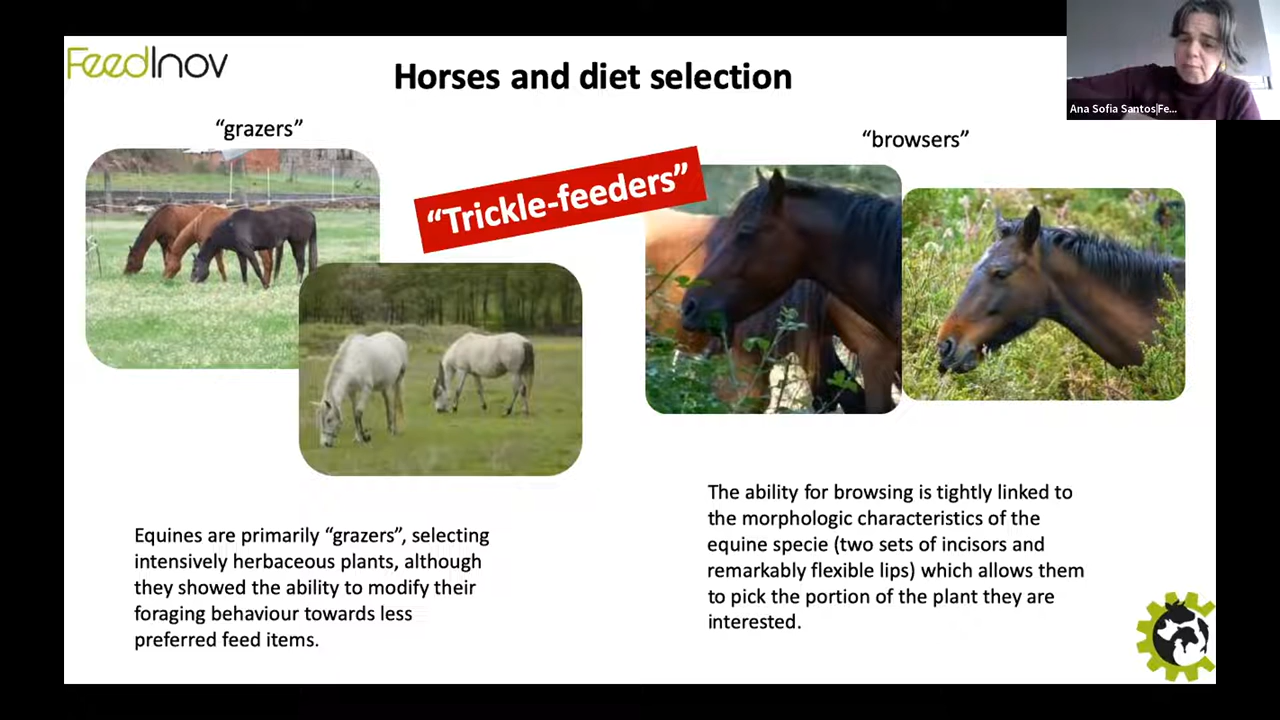 FeedInov
Horses and diet selection
Ana Sofia Santos|Fe...
“grazers”
“browsers”
“Trickle-feeders”
Equines are primarily “grazers”, selecting
intensively herbaceous plants, although
they showed the ability to modify their
foraging behaviour towards less
preferred feed items.
The ability for browsing is tightly linked to
the morphologic characteristics of the
equine specie (two sets of incisors and
remarkably flexible lips) which allows them
to pick the portion of the plant they are
interested.